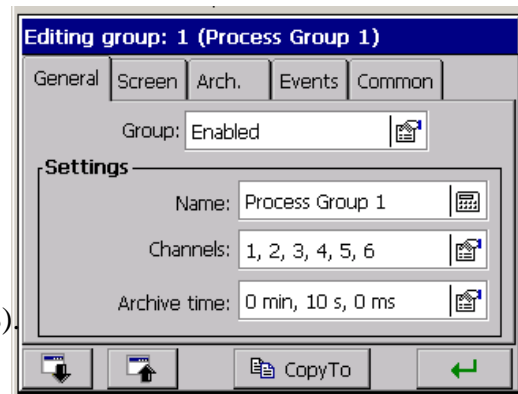 Editing group: 1 (Process Group 1)
General Screen Arch. Events Common
Group: Enabled
Settings
Name: Process Group 1
Channels: 1, 2, 3, 4, 5, 6
Archive time: 0 min, 10 s, 0 ms
).
CopyTo